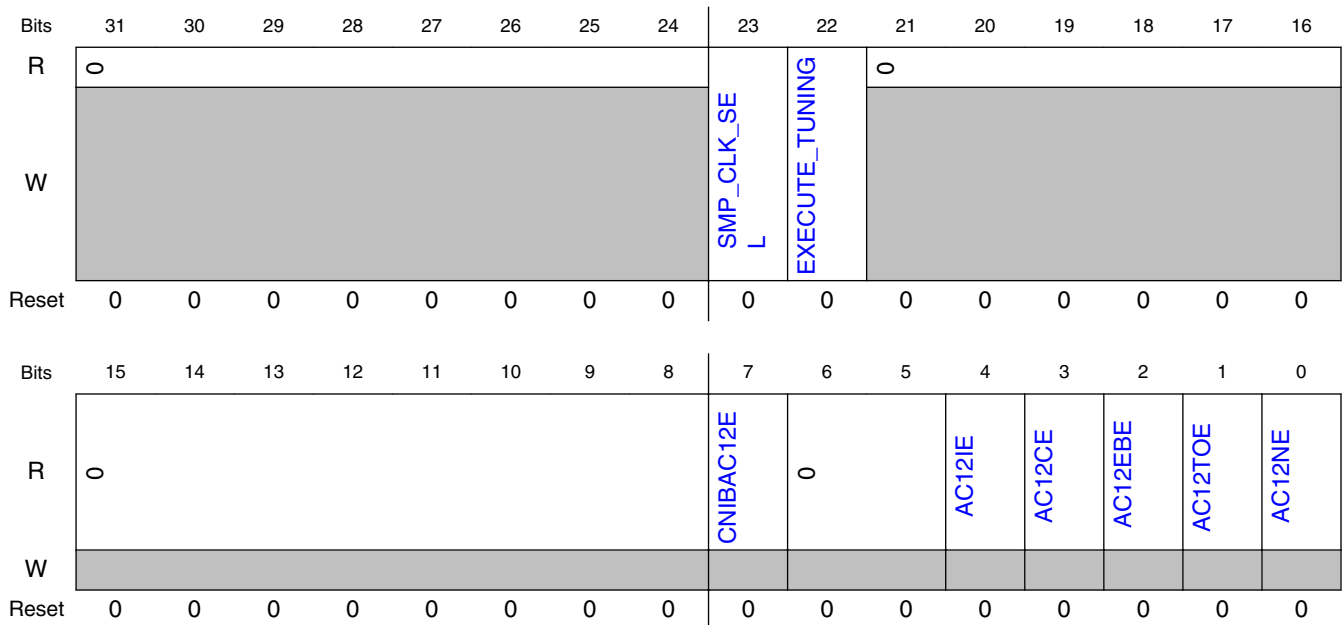 Bits 31 30 29 28 27 26 25 24 23 22 21 20 19 18 17 16
R 0 0
SMP_CLK_SE
L
EXECUTE_TUNING
W
Reset 0 0 0 0 0 0 0 0 0 0 0 0 0 0 0 0
Bits 15 14 13 12 11 10 9 8 7 6 5 4 3 2 1 0
R 0 CNIBAC12E 0 AC12IE AC12CE AC12EBE AC12TOE AC12NE
W
Reset 0 0 0 0 0 0 0 0 0 0 0 0 0 0 0 0